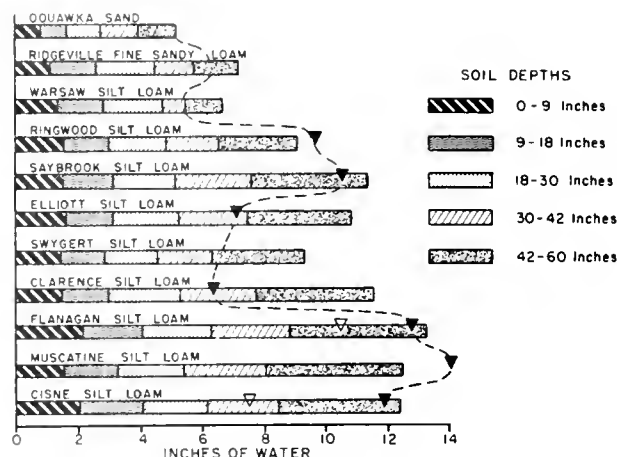 OQUAWKA SAND
RIDGEVILLE FINE SANDY LOAM
WARSAW SILT LOAM
RINGWOOD SILT LOAM
SAYBROOK SILT LOAM
ELLIOTT SILT LOAM
SWYGERT SILT LOAM
CLARENCE SILT LOAM
FLANAGAN SILT LOAM
MUSCATINE SILT LOAM
CISNE SILT LOAM
0 2 4 6 8 10 12 14
INCHES OF WATER
SOIL DEPTHS
0-9 Inches
9-18 Inches
18-30 Inches
30-42 Inches
42-60 Inches